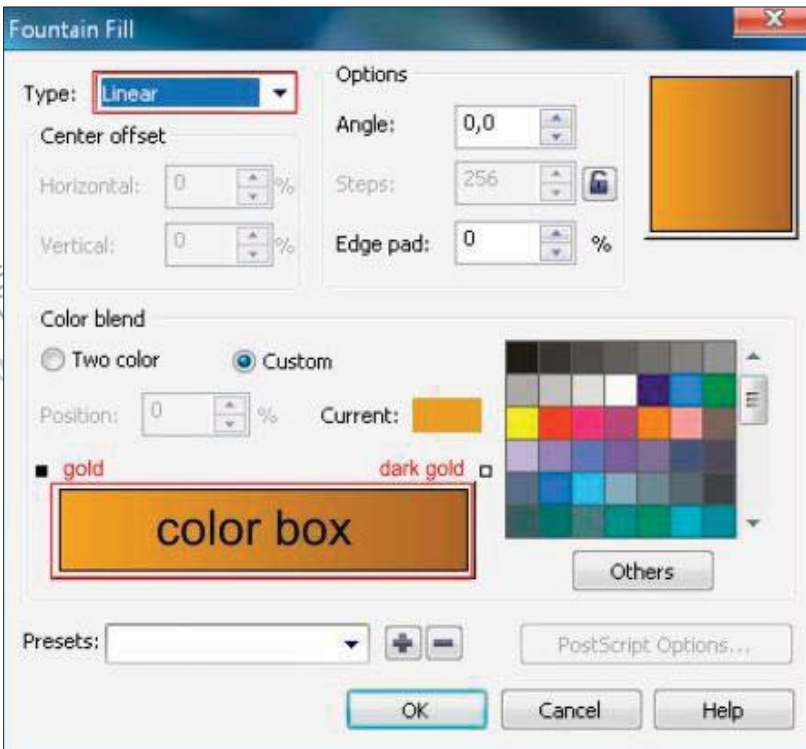 Fountain Fill
Type: Linear
Options
Center offset
Angle: 0,0
Horizontal: 0 %
Steps: 256
Vertical: 0 %
Edge pad: 0 %
Color blend
Two color Custom
Position: 0 % Current:
gold dark gold
color box
Others
Presets:
PostScript Options...
OK Cancel Help